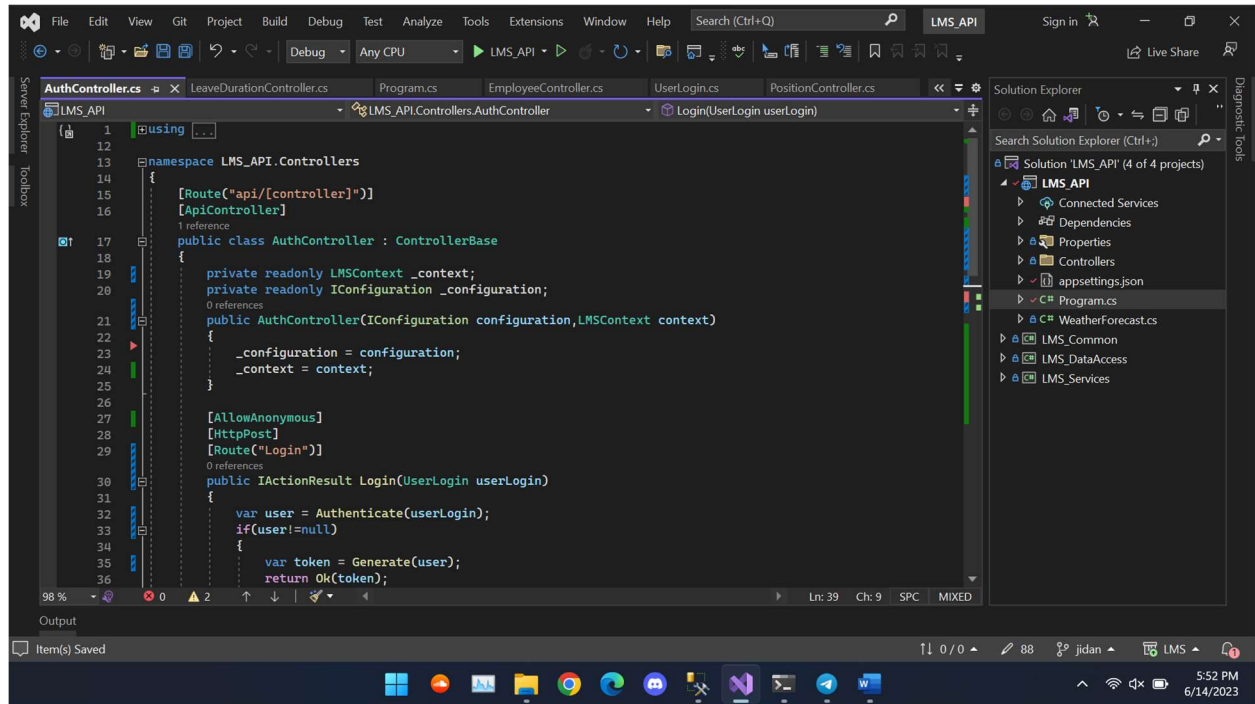 File Edit View Git Project Build Debug Test Analyze Tools Extensions Window Help Search (Ctrl+Q) LMS_API Sign in
Debug Any CPU LMS_API Live Share
AuthController.cs LeaveDurationController.cs Program.cs EmployeeController.cs UserLogin.cs PositionController.cs
LMS_API LMS_API.Controllers.AuthController Login(UserLogin userLogin)
1 using ...
12
13 namespace LMS_API.Controllers
14 {
15 [Route("api/[controller]")]
16 [ApiController]
1 reference
17 public class AuthController : ControllerBase
18 {
19 private readonly LMSContext _context;
20 private readonly IConfiguration _configuration;
0 references
21 public AuthController(IConfiguration configuration,LMSContext context)
22 {
23 _configuration = configuration;
24 _context = context;
25 }
26
27 [AllowAnonymous]
28 [HttpPost]
29 [Route("Login")]
0 references
30 public IActionResult Login(UserLogin userLogin)
31 {
32 var user = Authenticate(userLogin);
33 if(user!=null)
34 {
35 var token = Generate(user);
36 return Ok(token);
98 % 0 2 Ln: 39 Ch: 9 SPC MIXED
Output
Item(s) Saved 0 / 0 88 jidan LMS 1
Server Explorer
Toolbox
Solution Explorer
Search Solution Explorer (Ctrl+;)
Solution 'LMS_API' (4 of 4 projects)
LMS_API
Connected Services
Dependencies
Properties
Controllers
appsettings.json
C# Program.cs
C# WeatherForecast.cs
C# LMS_Common
C# LMS_DataAccess
C# LMS_Services
Diagnostic Tools
5:52 PM
6/14/2023